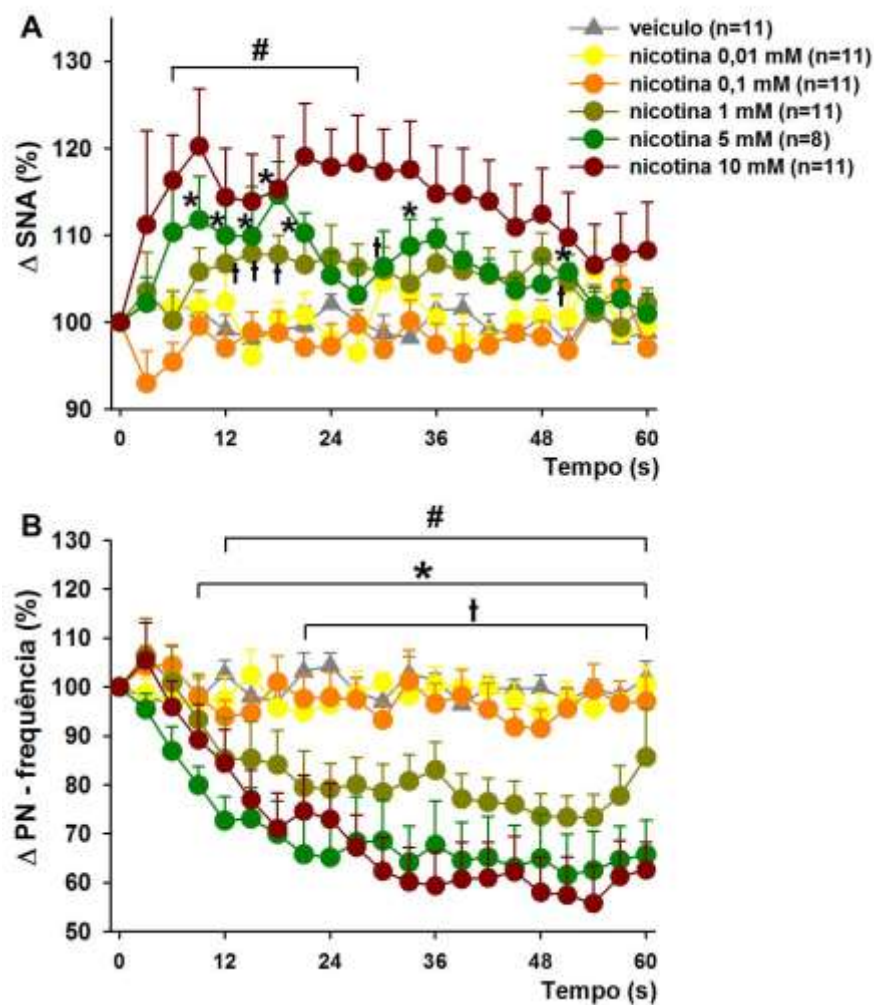 A
veiculo (n=11)
nicotina 0,01 mM (n=11)
nicotina 0,1 mM (n=11)
nicotina 1 mM (n=11)
nicotina 5 mM (n=8)
nicotina 10 mM (n=11)
Δ SNA (%)
130
120
110
100
90
#
* * * * * * *
† † † † †
0 12 24 36 48 60
Tempo (s)
B
Δ PN - frequência (%)
130
120
110
100
90
80
70
60
50
#
*
†
0 12 24 36 48 60
Tempo (s)